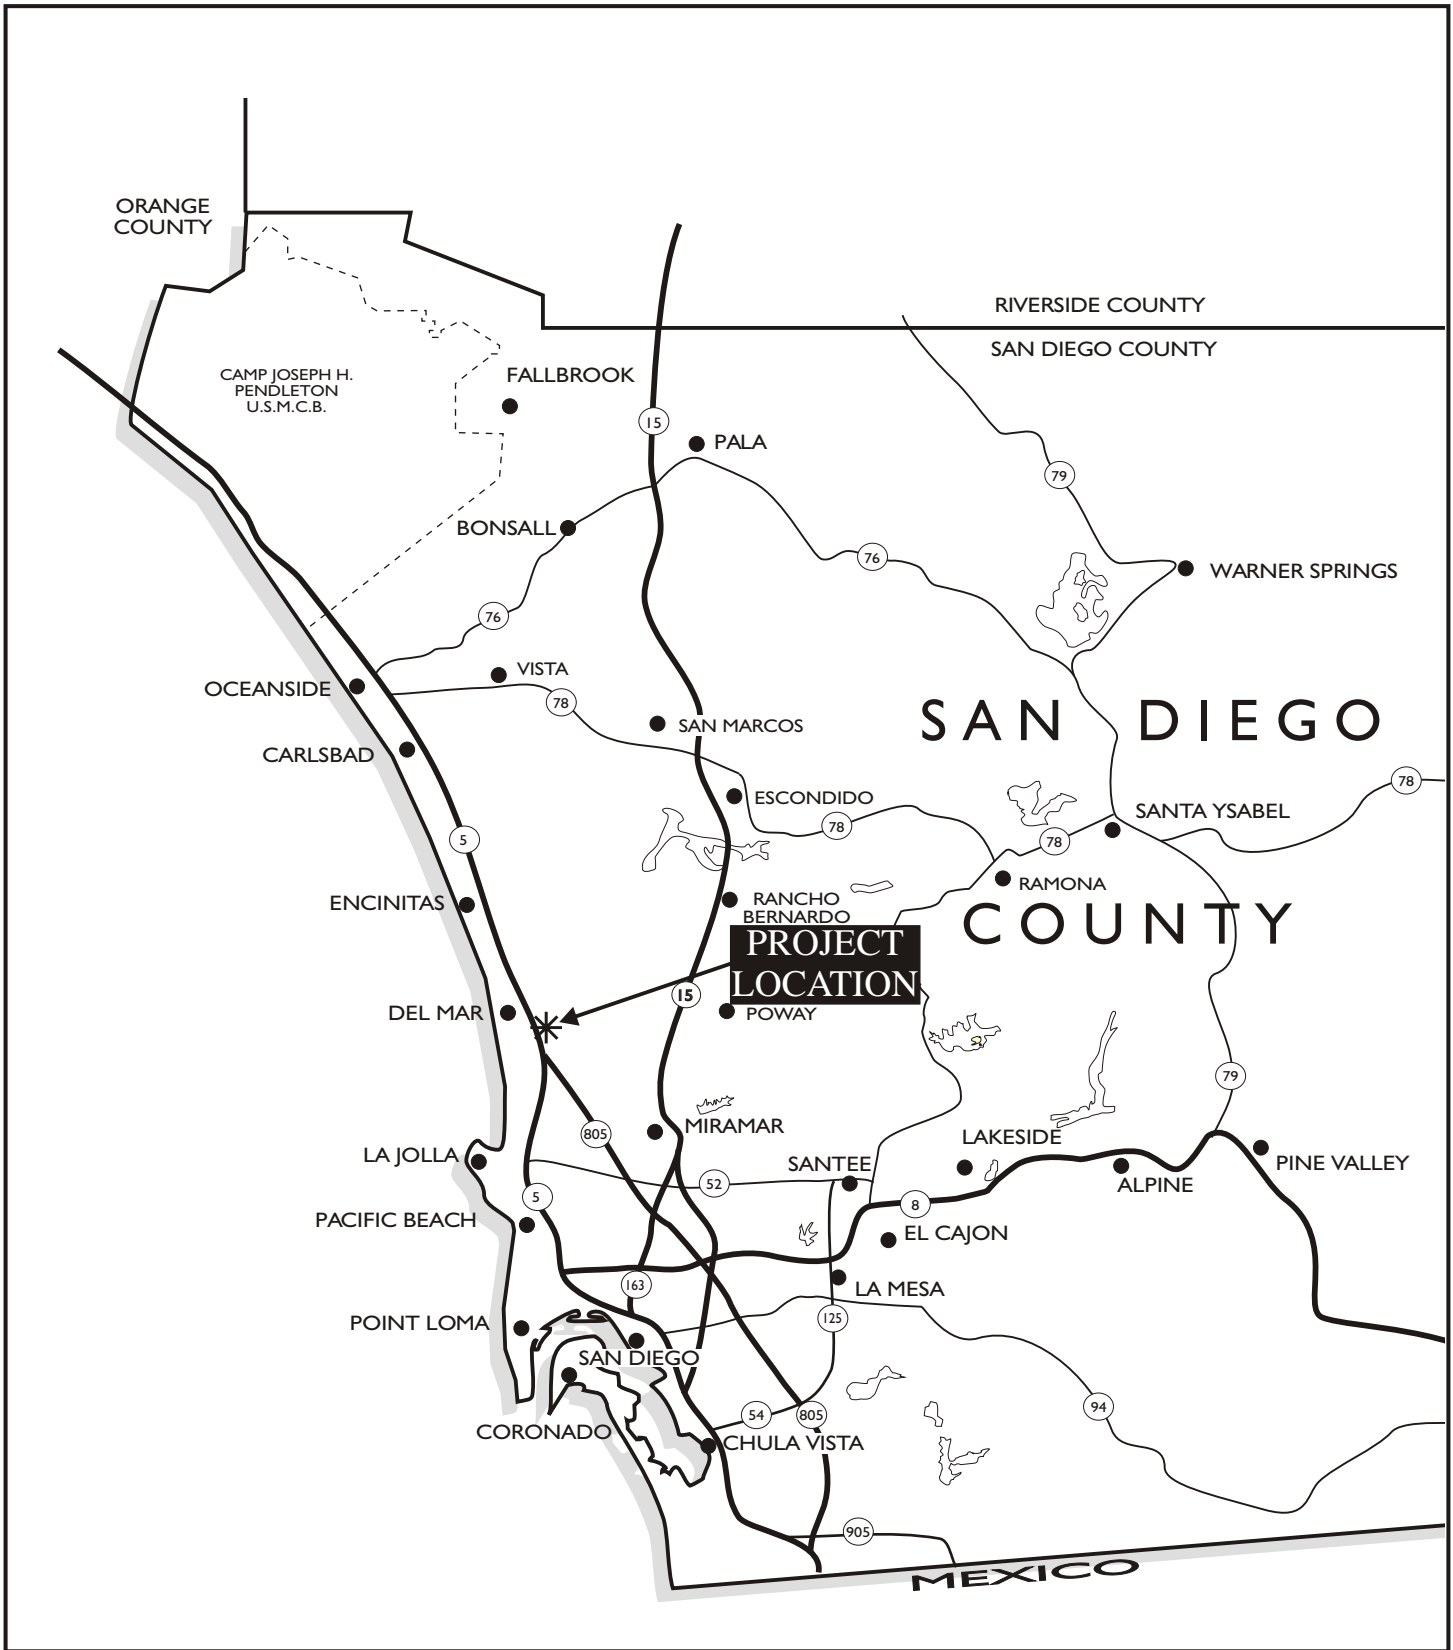 ORANGE
COUNTY
RIVERSIDE COUNTY
SAN DIEGO COUNTY
CAMP JOSEPH H.
PENDLETON
U.S.M.C.B.
FALLBROOK
15
PALA
79
BONSALL
76
WARNER SPRINGS
76
VISTA
OCEANSIDE
78
SAN MARCOS
SAN DIEGO
CARLSBAD
78
ESCONDIDO
SANTA YSABEL
78
5
78
RAMONA
ENCINITAS
RANCHO
BERNARDO
COUNTY
PROJECT
LOCATION
15
DEL MAR
POWAY
79
805
MIRAMAR
LAKESIDE
LA JOLLA
SANTEE
PINE VALLEY
52
ALPINE
5
8
PACIFIC BEACH
EL CAJON
163
LA MESA
POINT LOMA
125
SAN DIEGO
94
54
805
CORONADO
CHULA VISTA
905
MEXICO